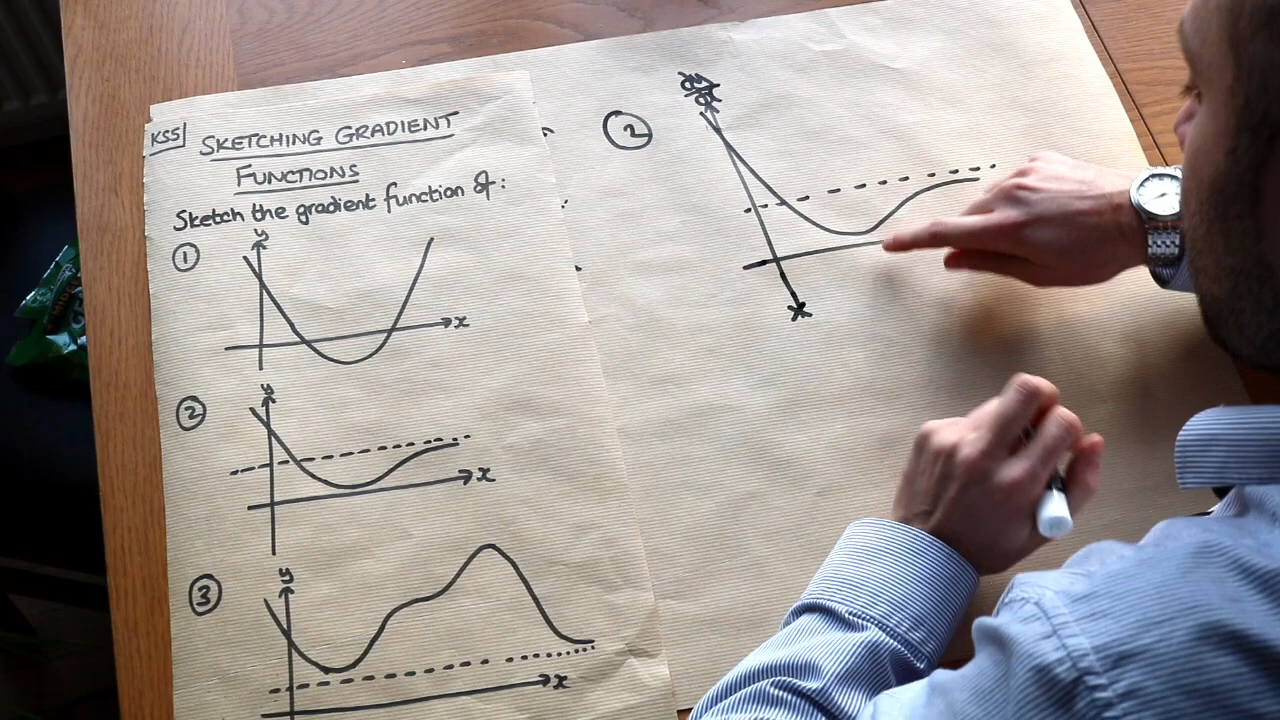 KS5
SKETCHING GRADIENT
FUNCTIONS
Sketch the gradient function of:
1
y
x
2
y
x
3
y
x
2
x